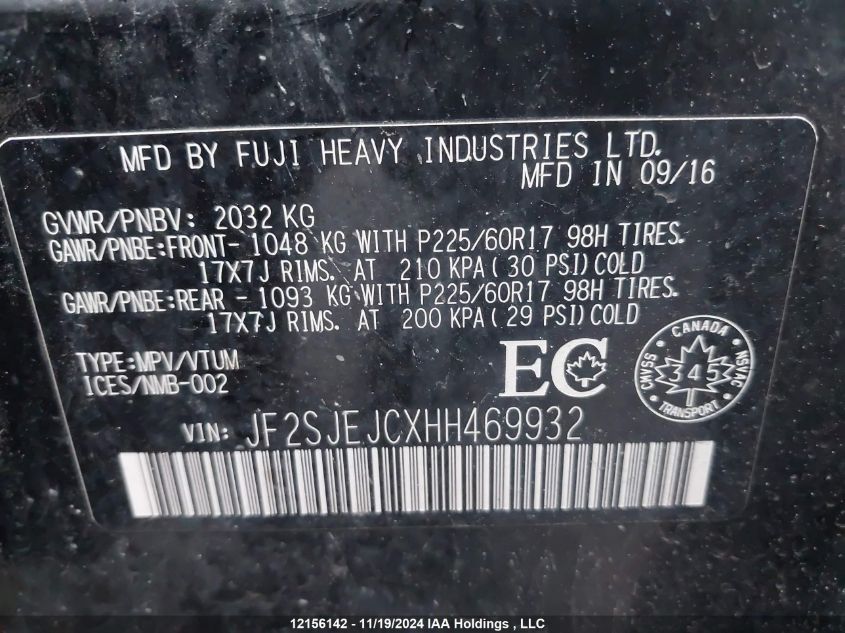 MFD BY FUJI HEAVY INDUSTRIES LTD.
MFD IN 09/16
GVWR/PNBV: 2032 KG
GAWR/PNBE:FRONT- 1048 KG WITH P225/60R17 98H TIRES.
17X7J RIMS. AT 210 KPA(30 PSI)COLD
GAWR/PNBE:REAR - 1093 KG WITH P225/60R17 98H TIRES.
17X7J RIMS. AT 200 KPA(29 PSI)COLD
TYPE:MPV/VTUM
ICES/NMB-002
EC
CANADA
CMVSS
345
NSVAC
TRANSPORT
VIN: JF2SJEJCXHH469932
12156142 - 11/19/2024 IAA Holdings , LLC